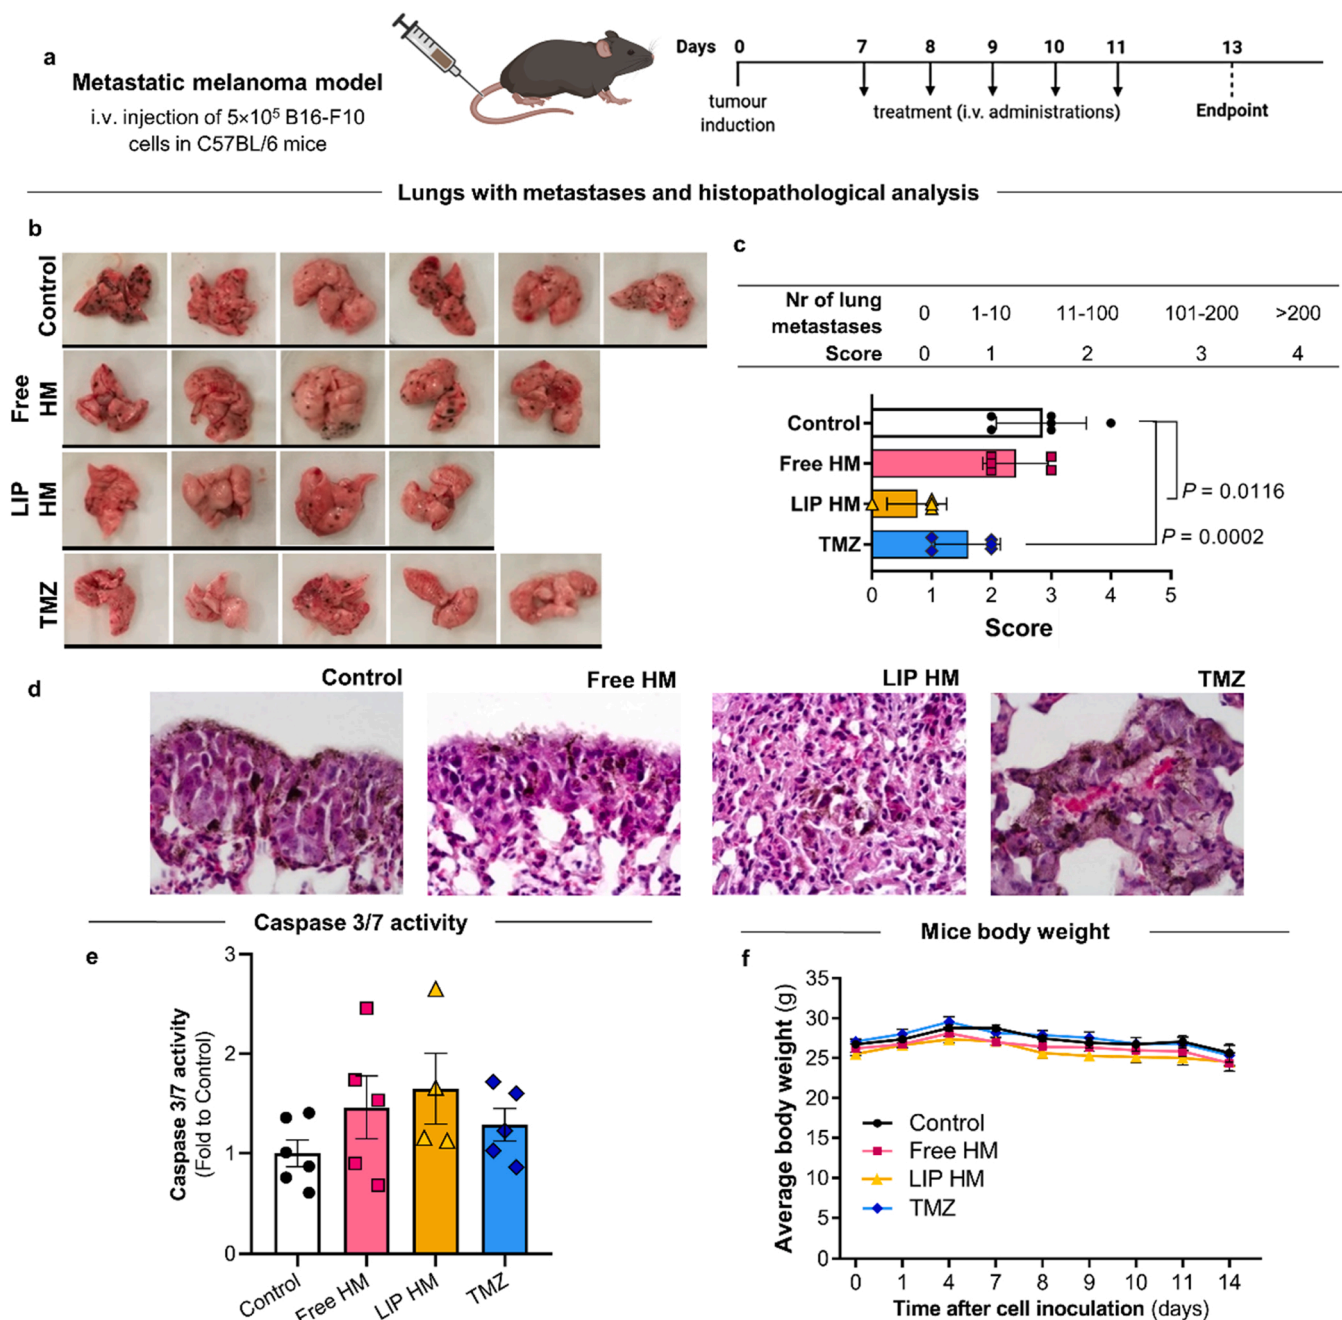 a
Metastatic melanoma model
i.v. injection of 5×10⁵ B16-F10
cells in C57BL/6 mice
Days 0 7 8 9 10 11 13
tumour
induction
treatment (i.v. administrations)
Endpoint
Lungs with metastases and histopathological analysis
b
Control
Free
HM
LIP
HM
TMZ
c
Nr of lung
metastases 0 1-10 11-100 101-200 >200
Score 0 1 2 3 4
Control
Free HM
LIP HM
TMZ
P = 0.0116
P = 0.0002
0 1 2 3 4 5
Score
d
Control Free HM LIP HM TMZ
Caspase 3/7 activity
e
Caspase 3/7 activity
(Fold to Control)
3
2
1
0
Control Free HM LIP HM TMZ
Mice body weight
f
Average body weight (g)
35
30
25
20
15
10
5
0
Control
Free HM
LIP HM
TMZ
0 1 4 7 8 9 10 11 14
Time after cell inoculation (days)